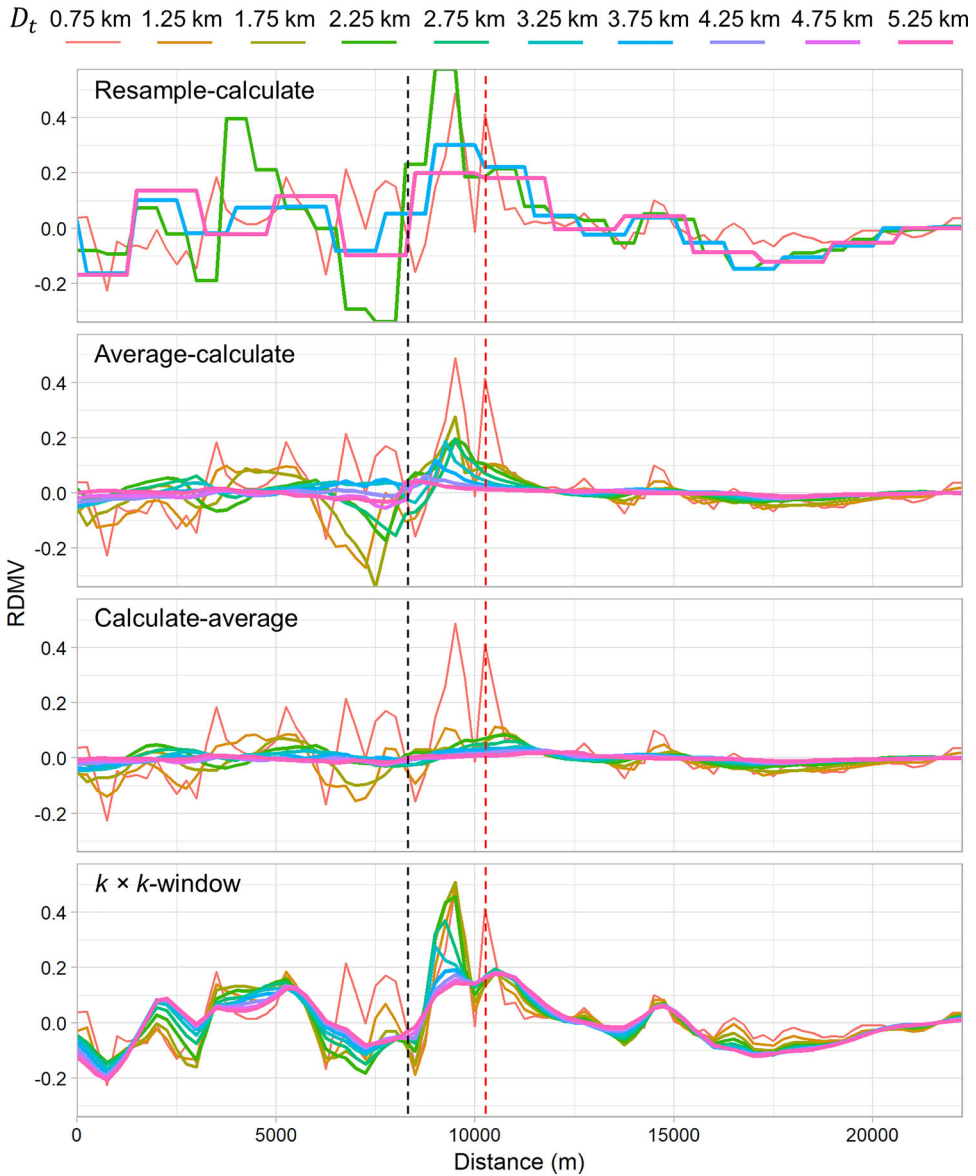 Dt 0.75 km 1.25 km 1.75 km 2.25 km 2.75 km 3.25 km 3.75 km 4.25 km 4.75 km 5.25 km
Resample-calculate
0.4
0.2
0.0
-0.2
Average-calculate
0.4
0.2
0.0
-0.2
RDMV
Calculate-average
0.4
0.2
0.0
-0.2
k × k-window
0.4
0.2
0.0
-0.2
0 5000 10000 15000 20000
Distance (m)